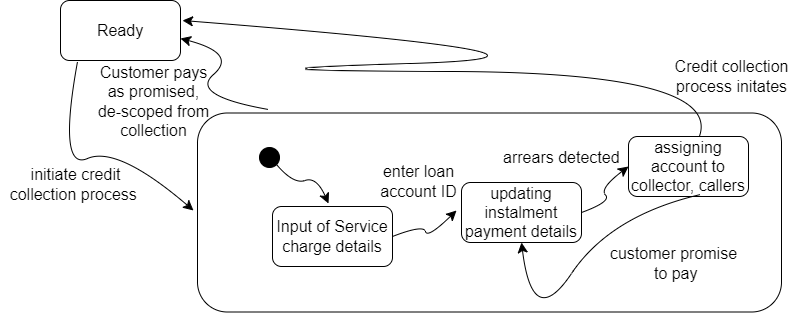 Ready
Customer pays
as promised,
de-scoped from
collection
Credit collection
process initates
initiate credit
collection process
enter loan
account ID
arrears detected
assigning
account to
collector, callers
Input of Service
charge details
updating
instalment
payment details
customer promise
to pay